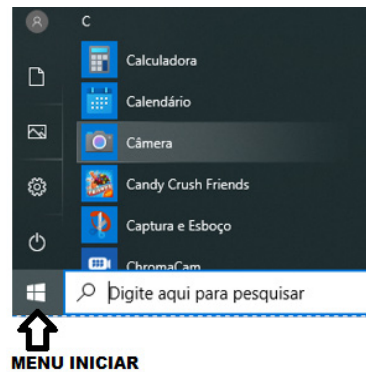 C
Calculadora
Calendário
Câmera
Candy Crush Friends
Captura e Esboço
ChromaCam
Digite aqui para pesquisar
MENU INICIAR